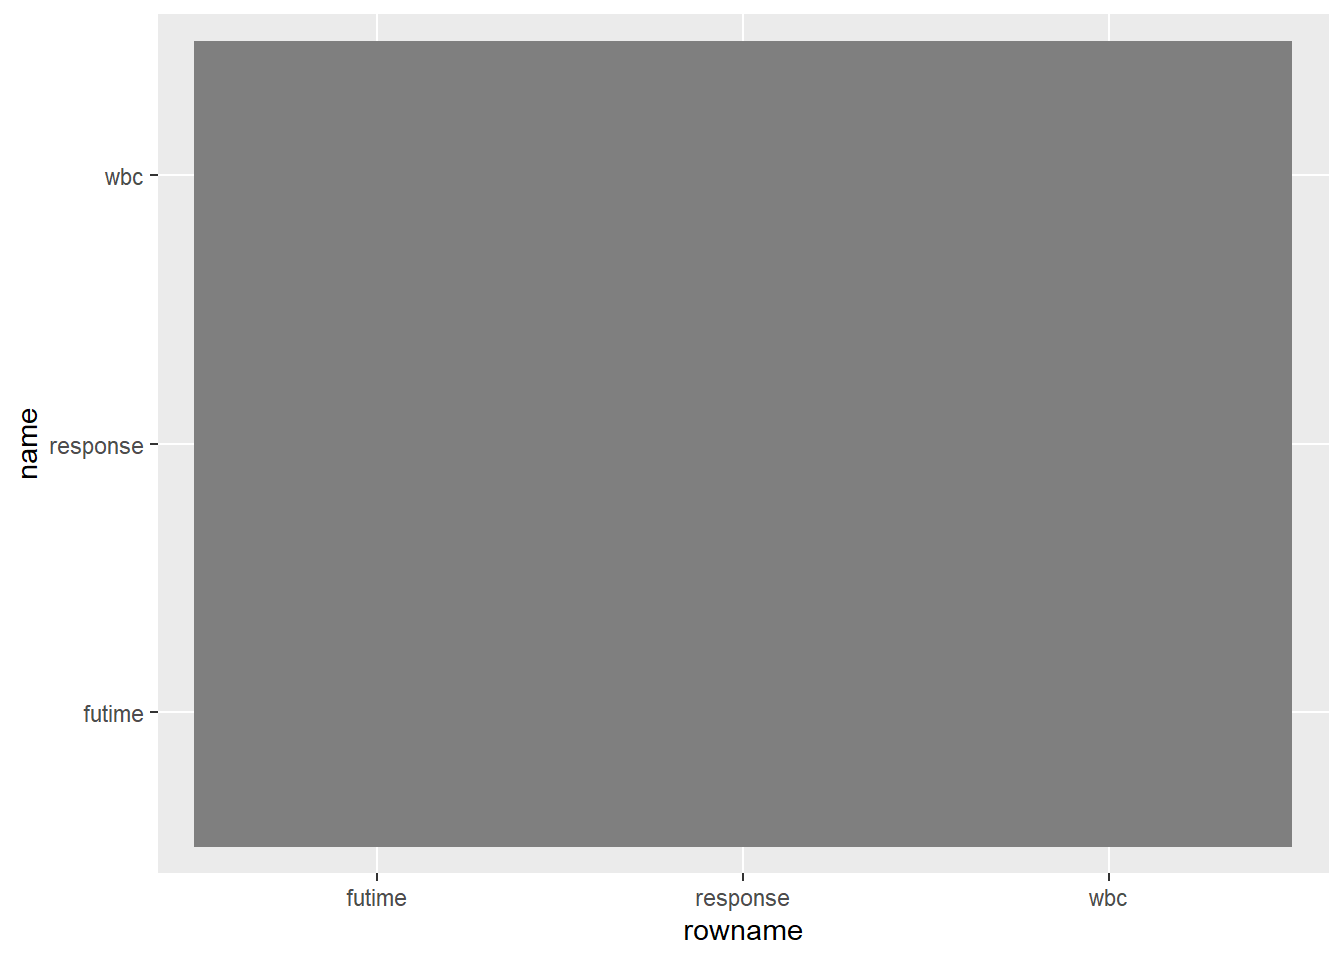 wbc
response
futime
name
futime response wbc
rowname